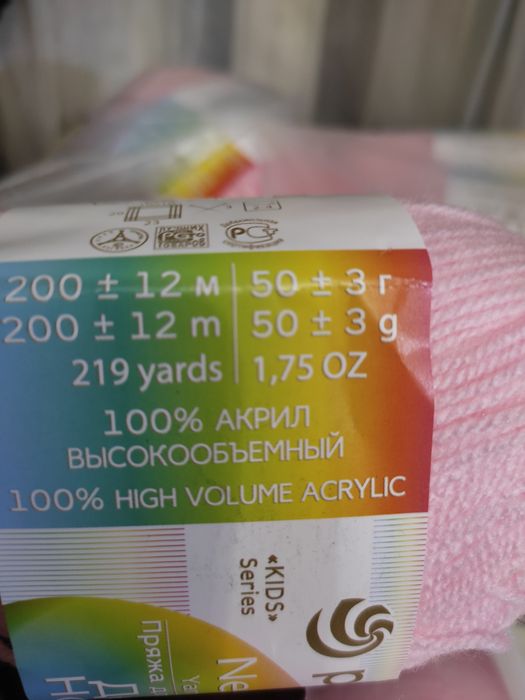 200 ± 12 м 50 ± 3 г
200 ± 12 m 50 ± 3 g
219 yards 1,75 OZ
100% АКРИЛ
ВЫСОКООБЪЕМНЫЙ
100% HIGH VOLUME ACRYLIC
«KIDS»
Series
Пряжа